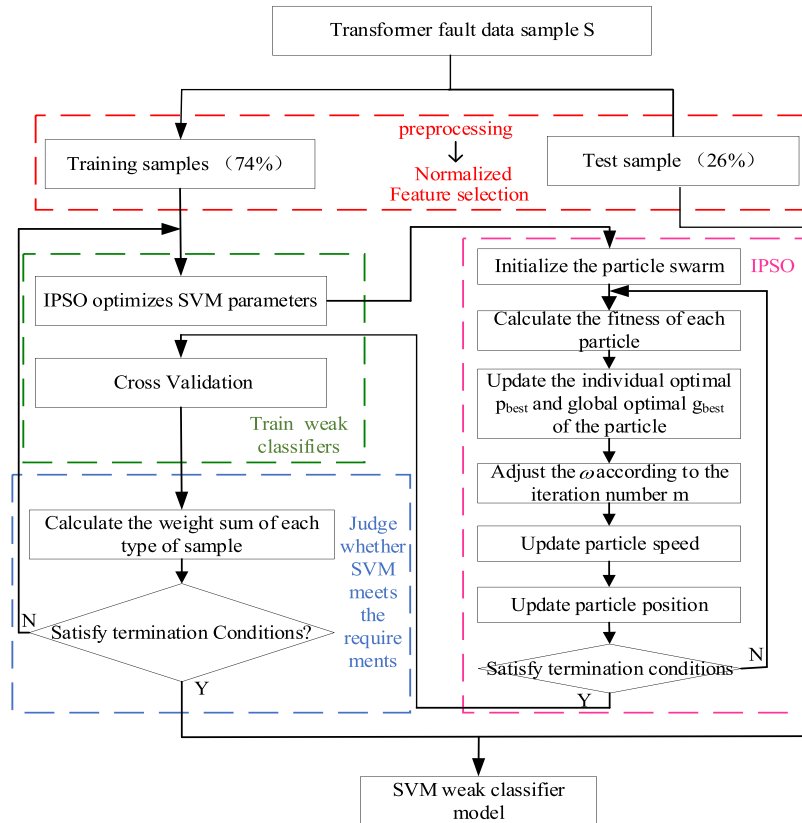 Transformer fault data sample S
preprocessing
Training samples （74%）
Normalized
Feature selection
Test sample （26%）
IPSO optimizes SVM parameters
Cross Validation
Train weak
classifiers
Calculate the weight sum of each
type of sample
Judge
whether
SVM
meets
the
require
ments
N
Satisfy termination Conditions?
Y
IPSO
Initialize the particle swarm
Calculate the fitness of each
particle
Update the individual optimal
pbest and global optimal gbest
of the particle
Adjust the ω according to the
iteration number m
Update particle speed
Update particle position
N
Satisfy termination conditions
Y
SVM weak classifier
model